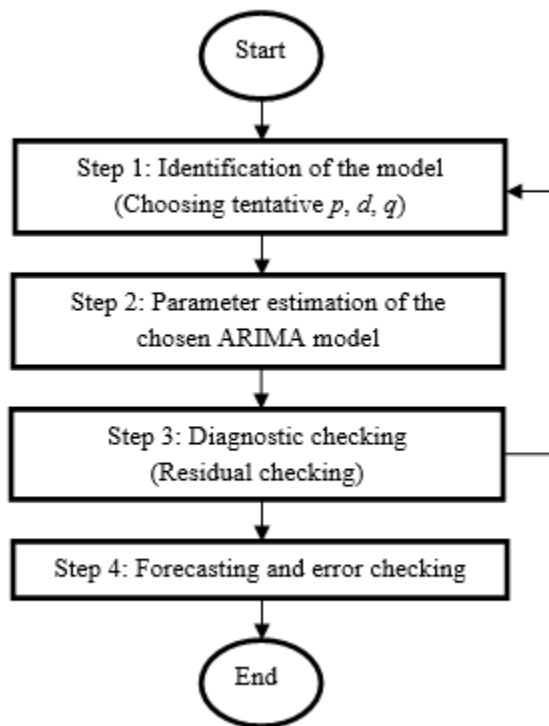 Start
Step 1: Identification of the model
(Choosing tentative p, d, q)
Step 2: Parameter estimation of the
chosen ARIMA model
Step 3: Diagnostic checking
(Residual checking)
Step 4: Forecasting and error checking
End